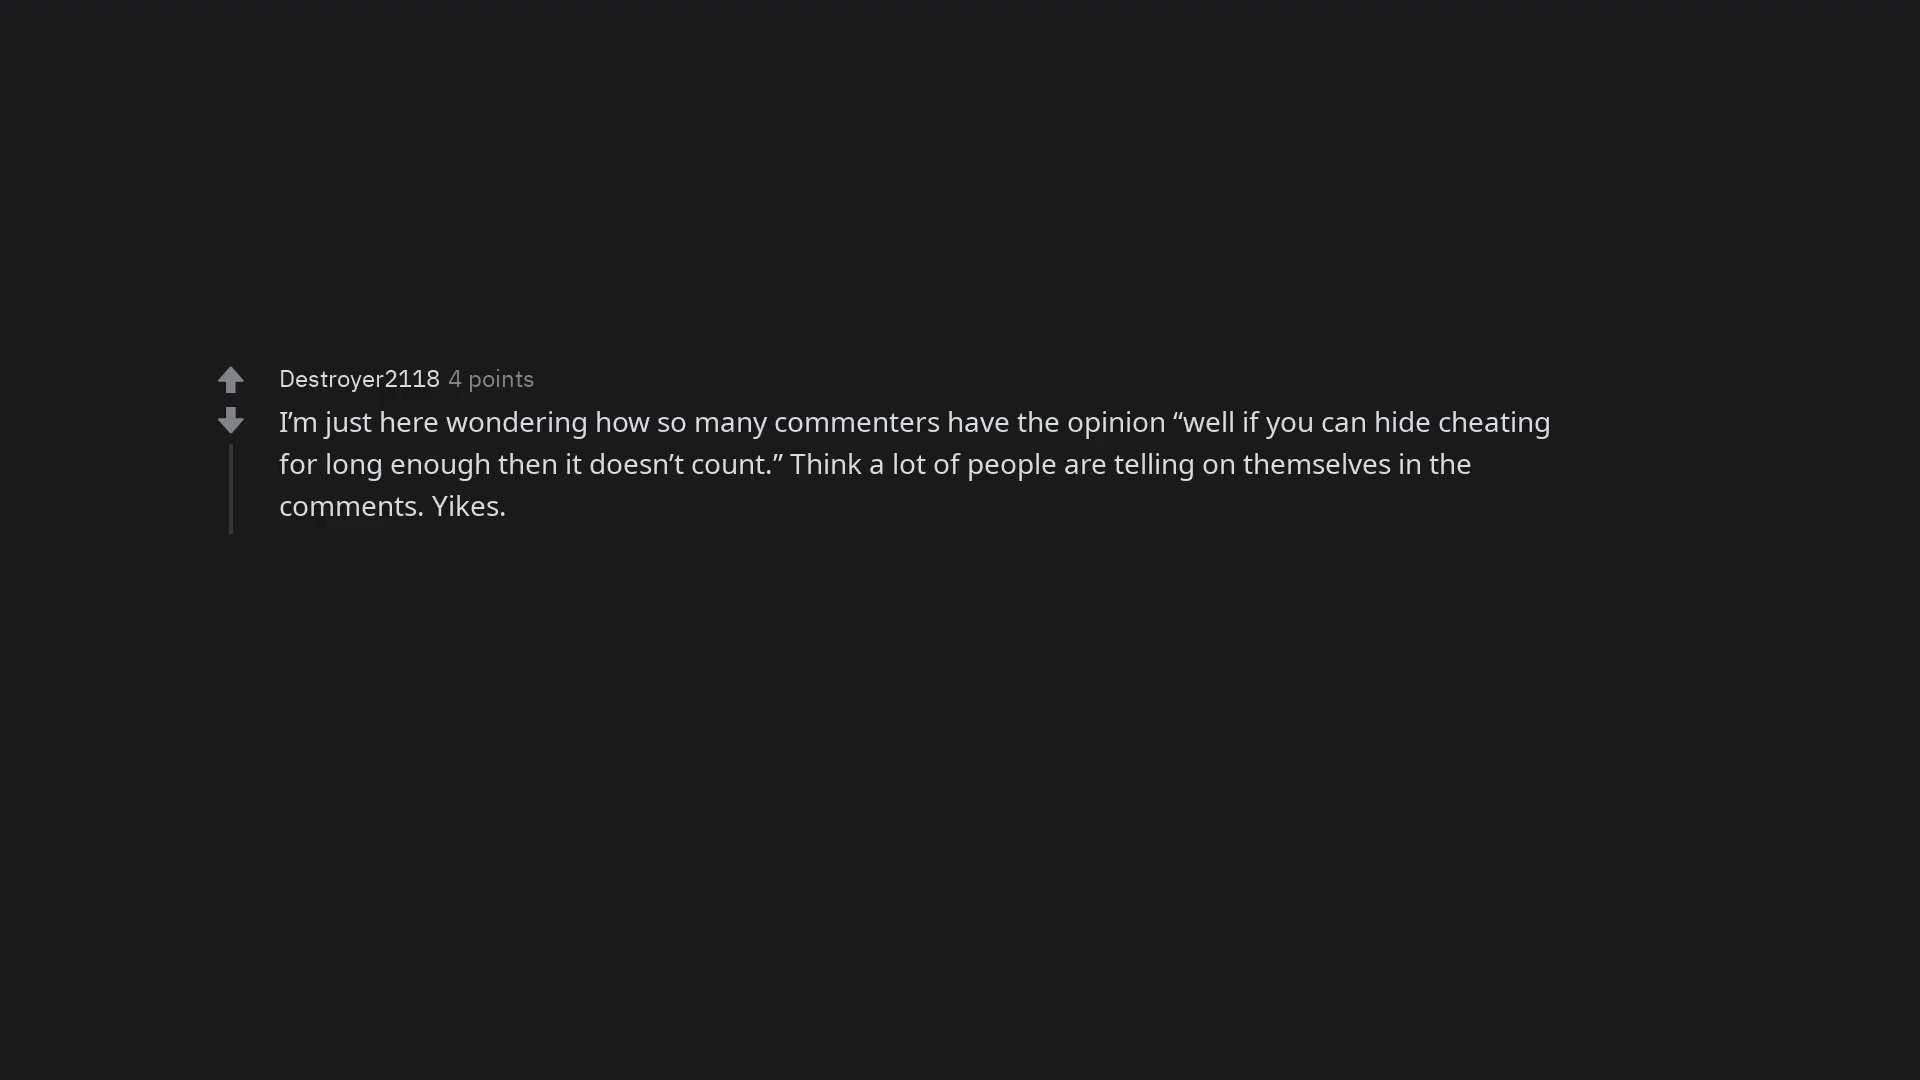 Destroyer2118 4 points
I’m just here wondering how so many commenters have the opinion “well if you can hide cheating
for long enough then it doesn’t count.” Think a lot of people are telling on themselves in the
comments. Yikes.